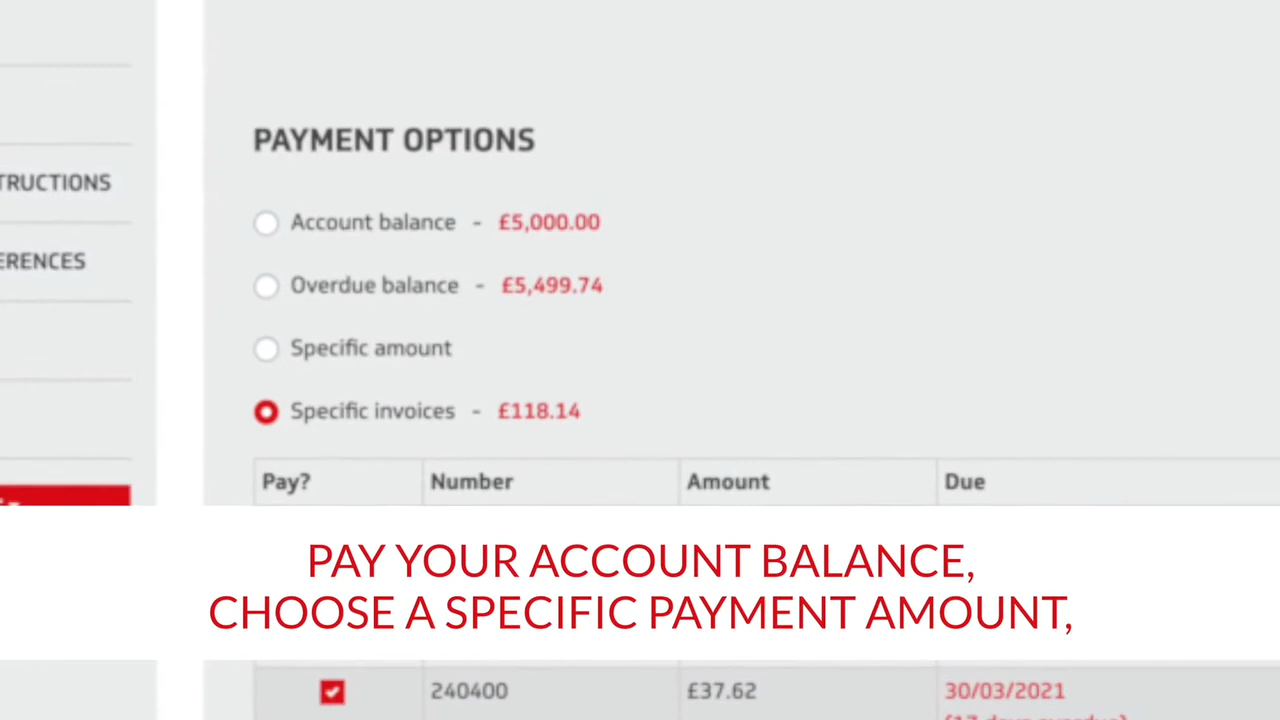 PAYMENT OPTIONS
TRUCTIONS
Account balance - £5,000.00
ERENCES
Overdue balance - £5,499.74
Specific amount
Specific invoices - £118.14
Pay? Number Amount Due
PAY YOUR ACCOUNT BALANCE,
CHOOSE A SPECIFIC PAYMENT AMOUNT,
240400 £37.62 30/03/2021